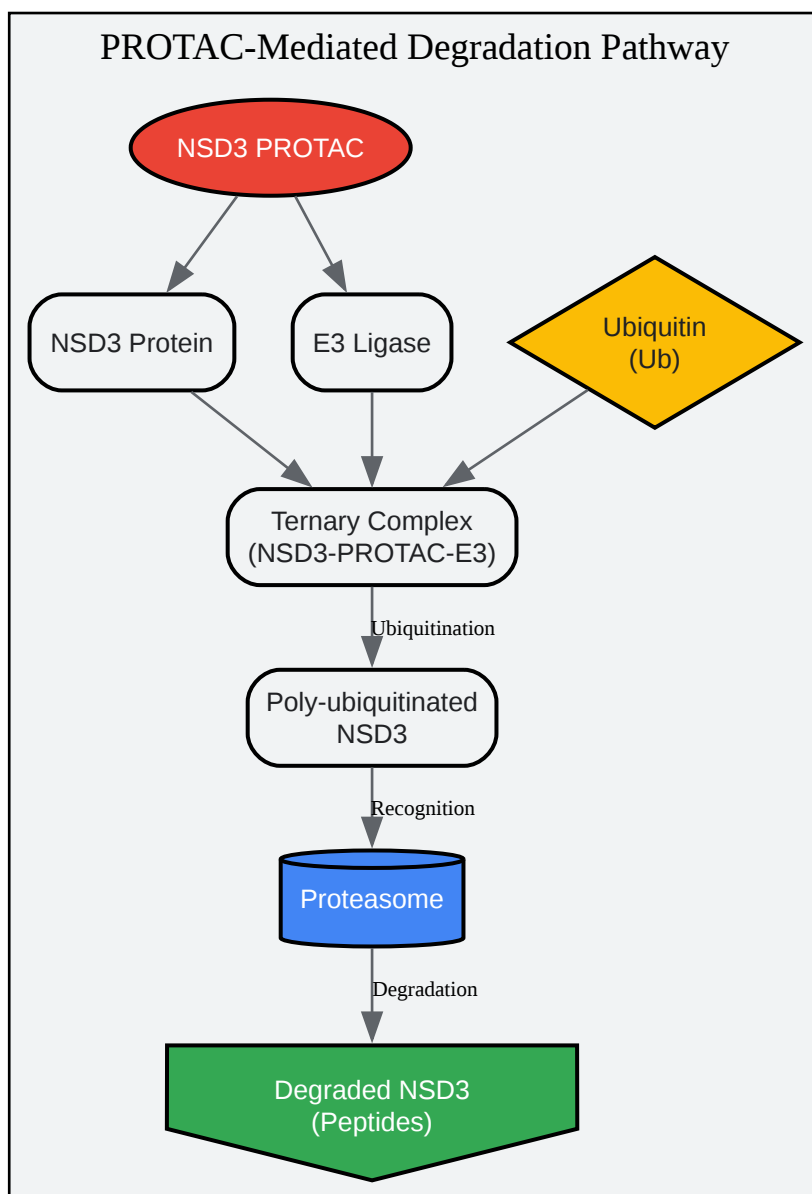 PROTAC-Mediated Degradation Pathway
NSD3 PROTAC
NSD3 Protein
E3 Ligase
Ubiquitin
(Ub)
Ternary Complex
(NSD3-PROTAC-E3)
Ubiquitination
Poly-ubiquitinated
NSD3
Recognition
Proteasome
Degradation
Degraded NSD3
(Peptides)